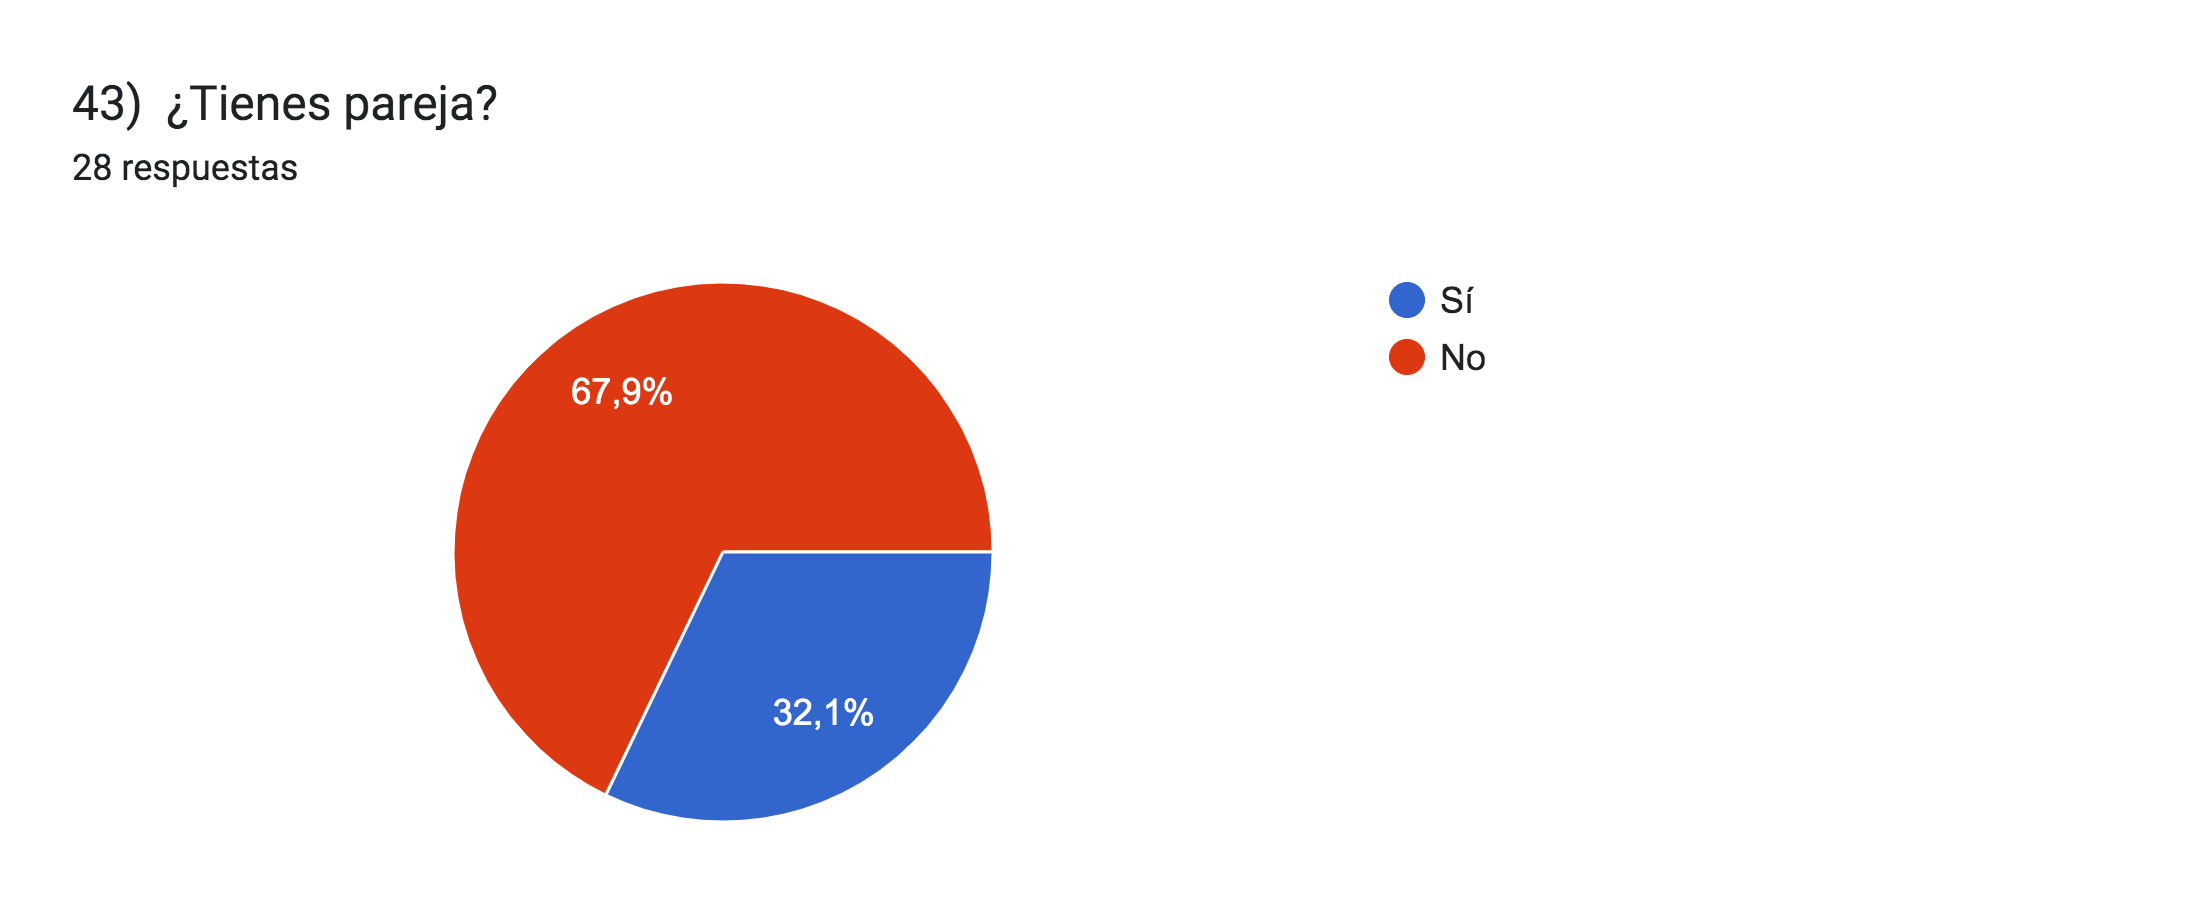 43) ¿Tienes pareja?
28 respuestas
Sí
No
67,9%
32,1%